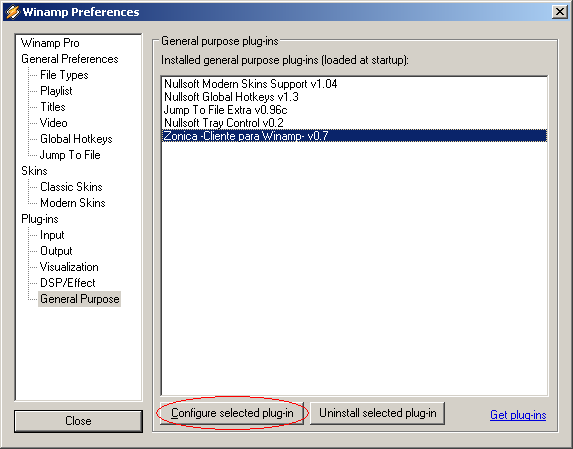 Winamp Preferences
Winamp Pro
General Preferences
File Types
Playlist
Titles
Video
Global Hotkeys
Jump To File
Skins
Classic Skins
Modern Skins
Plug-ins
Input
Output
Visualization
DSP/Effect
General Purpose
Close
General purpose plug-ins
Installed general purpose plug-ins (loaded at startup):
Nullsoft Modern Skins Support v1.04
Nullsoft Global Hotkeys v1.3
Jump To File Extra v0.96c
Nullsoft Tray Control v0.2
Zonica -Cliente para Winamp- v0.7
Configure selected plug-in
Uninstall selected plug-in
Get plug-ins